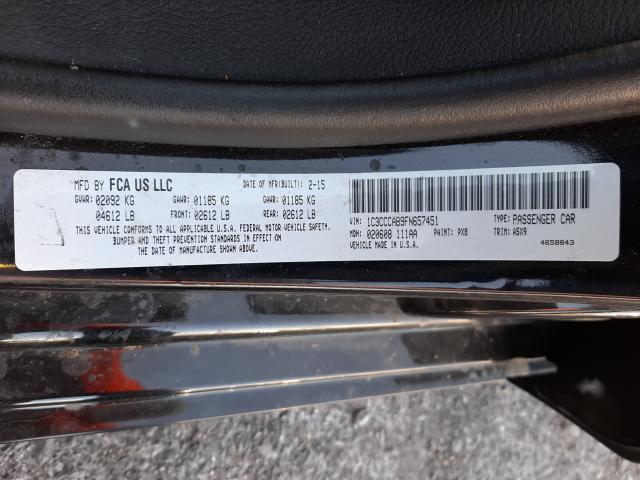 MFD BY FCA US LLC DATE OF MFR(BUILT): 2-15
GVWR: 02092 KG GAWR: 01185 KG GAWR: 01185 KG
04612 LB FRONT: 02612 LB REAR: 02612 LB
THIS VEHICLE CONFORMS TO ALL APPLICABLE U.S.A. FEDERAL MOTOR VEHICLE SAFETY,
BUMPER AND THEFT PREVENTION STANDARDS IN EFFECT ON
THE DATE OF MANUFACTURE SHOWN ABOVE.
VIN: 1C3CCCAB9FN657451 TYPE: PASSENGER CAR
MDH: 020608 111AA PAINT: PX8 TRIM: A5X9
VEHICLE MADE IN U.S.A. 4658843